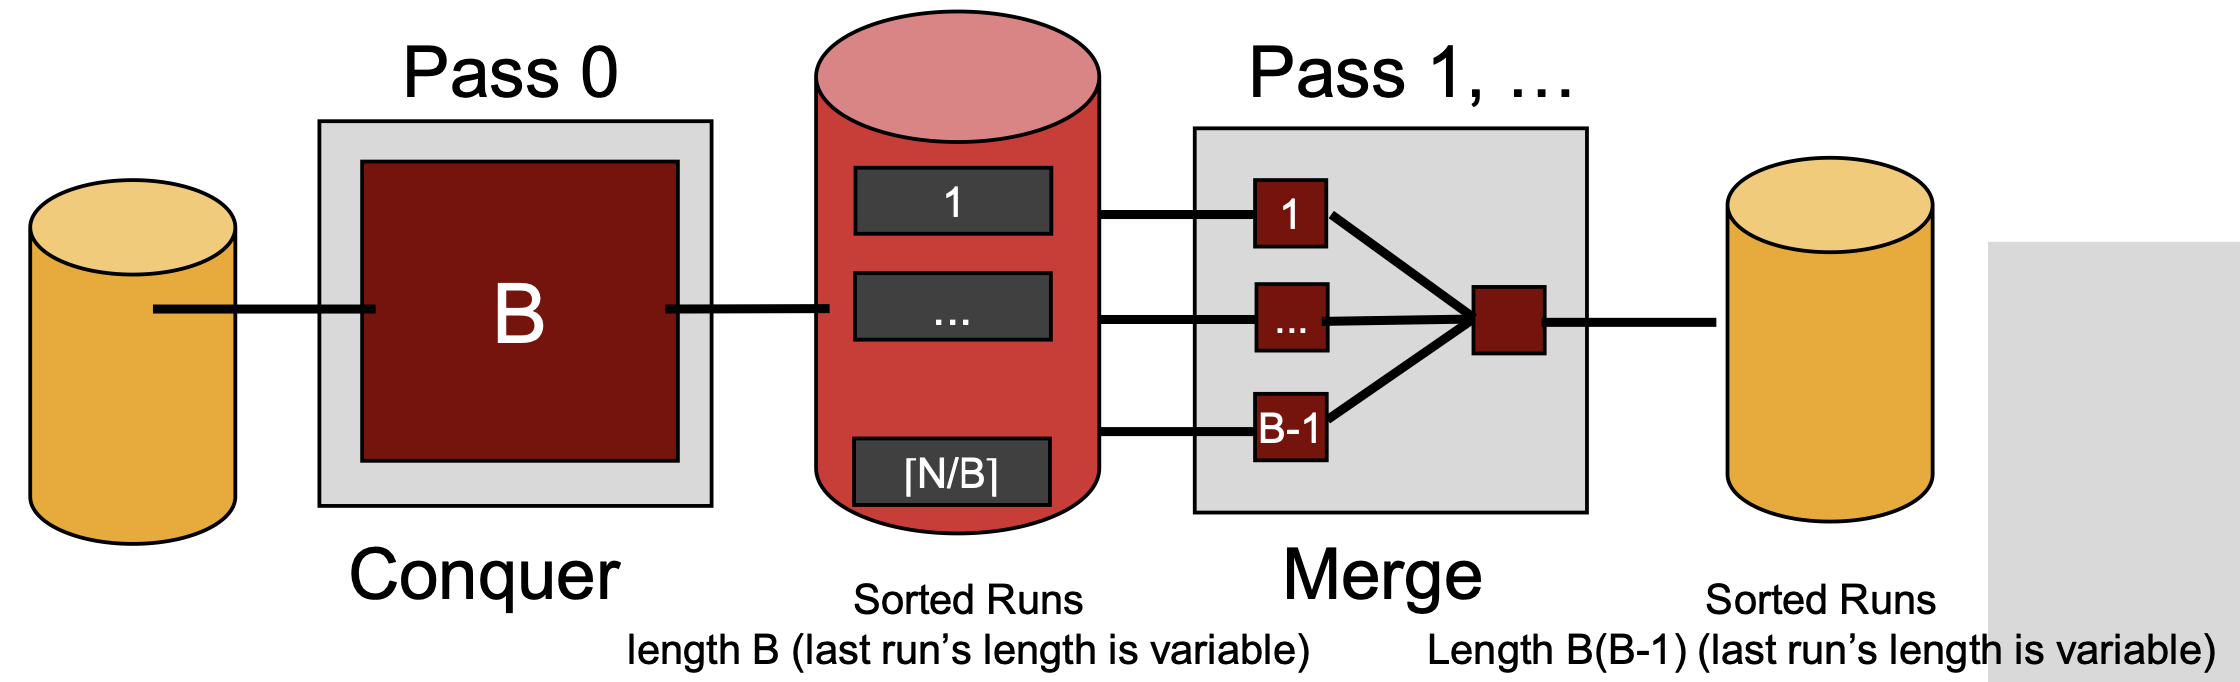 Pass 0
B
Conquer
1
...
⌈N/B⌉
Sorted Runs
length B (last run’s length is variable)
Pass 1, …
1
...
B-1
Merge
Sorted Runs
Length B(B-1) (last run’s length is variable)